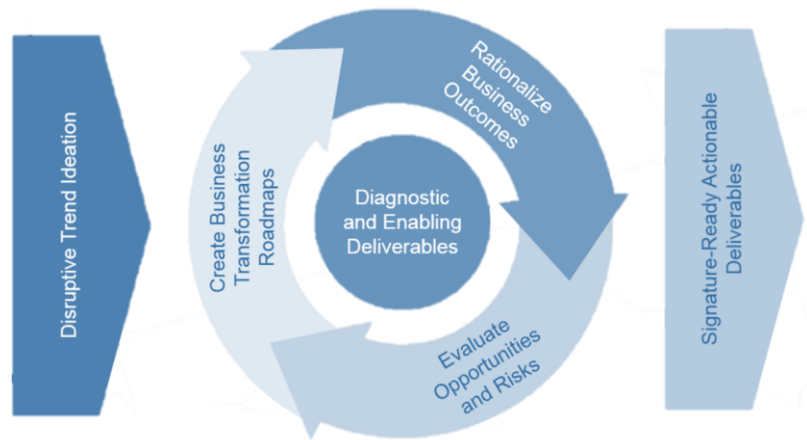 Disruptive Trend Ideation
Create Business
Transformation
Roadmaps
Rationalize
Business
Outcomes
Diagnostic
and Enabling
Deliverables
Evaluate
Opportunities
and Risks
Signature-Ready Actionable
Deliverables